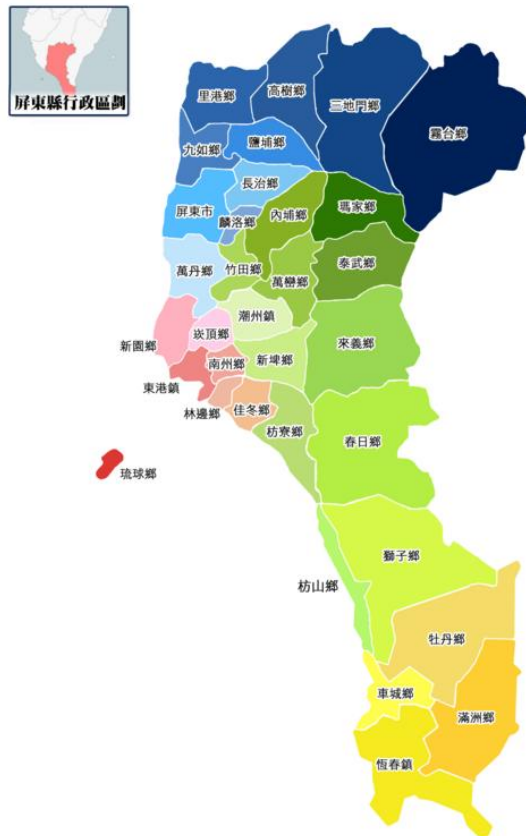 屏東縣行政區劃
里港鄉
高樹鄉
三地門鄉
霧台鄉
九如鄉
鹽埔鄉
長治鄉
屏東市
麟洛鄉
內埔鄉
瑪家鄉
萬丹鄉
竹田鄉
萬巒鄉
泰武鄉
潮州鎮
新園鄉
崁頂鄉
來義鄉
南州鄉
新埤鄉
東港鎮
林邊鄉
佳冬鄉
枋寮鄉
春日鄉
琉球鄉
獅子鄉
枋山鄉
牡丹鄉
車城鄉
滿洲鄉
恆春鎮